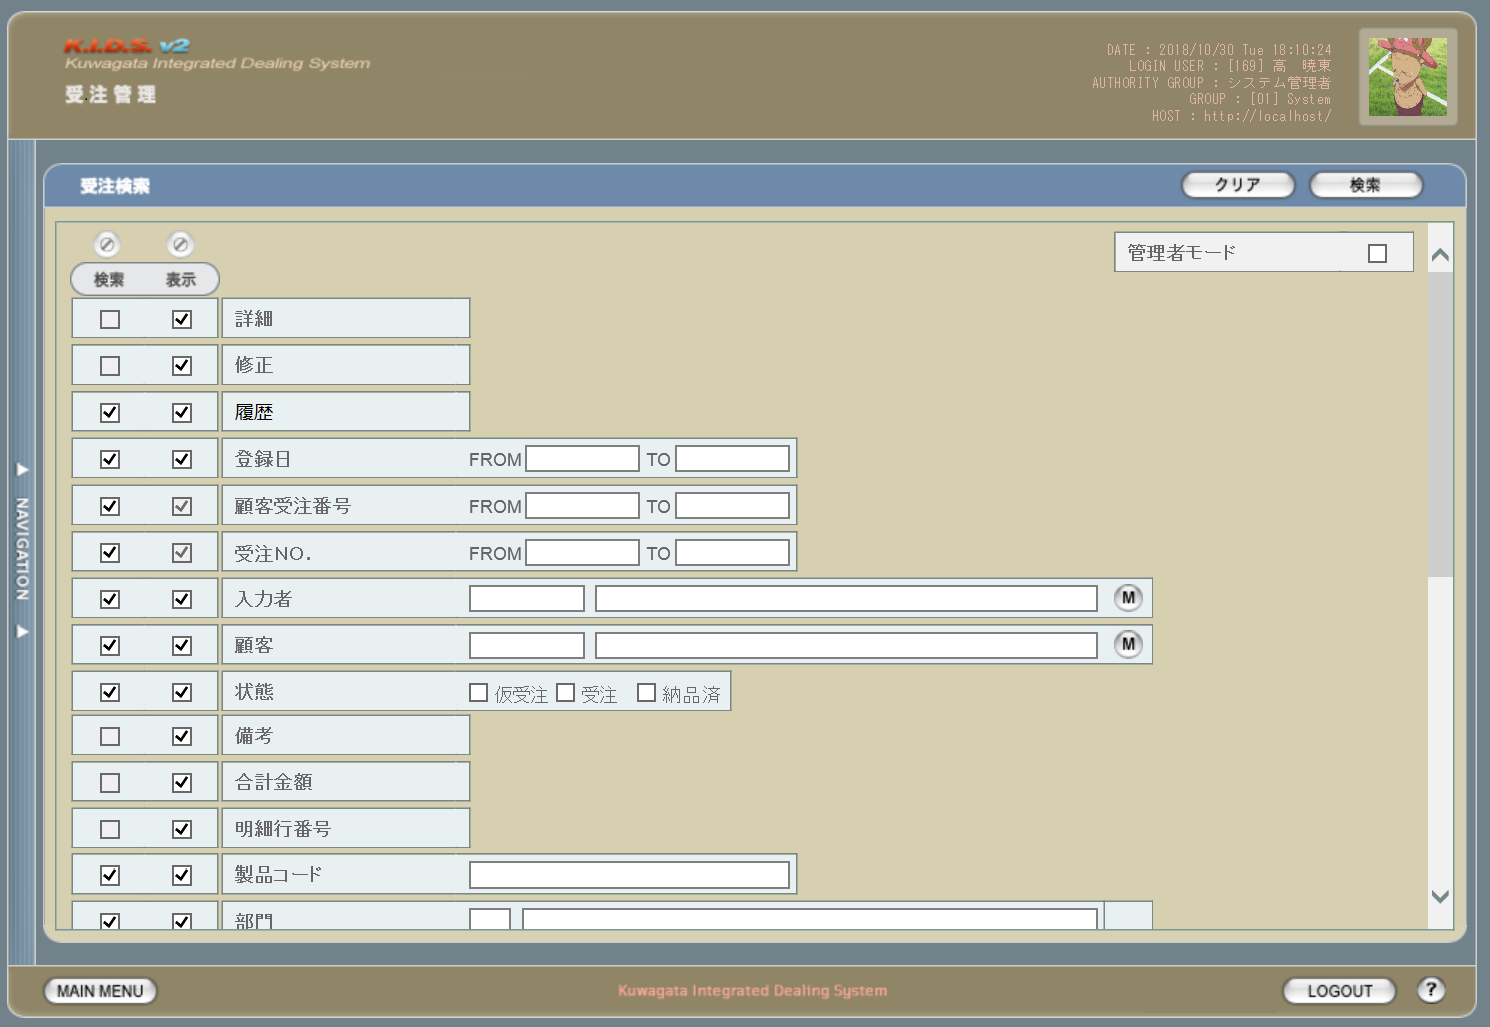 K.I.D.S. v2
Kuwagata Integrated Dealing System
受注管理
DATE : 2018/10/30 Tue 18:10:24
LOGIN USER : [169] 高　暁東
AUTHORITY GROUP : システム管理者
GROUP : [01] System
HOST : http://localhost/
受注検索
クリア
検索
管理者モード
検索 表示
詳細
修正
履歴
登録日 FROM TO
顧客受注番号 FROM TO
受注NO. FROM TO
入力者 M
顧客 M
状態 仮受注 受注 納品済
備考
合計金額
明細行番号
製品コード
部門
NAVIGATION
MAIN MENU
Kuwagata Integrated Dealing System
LOGOUT
?